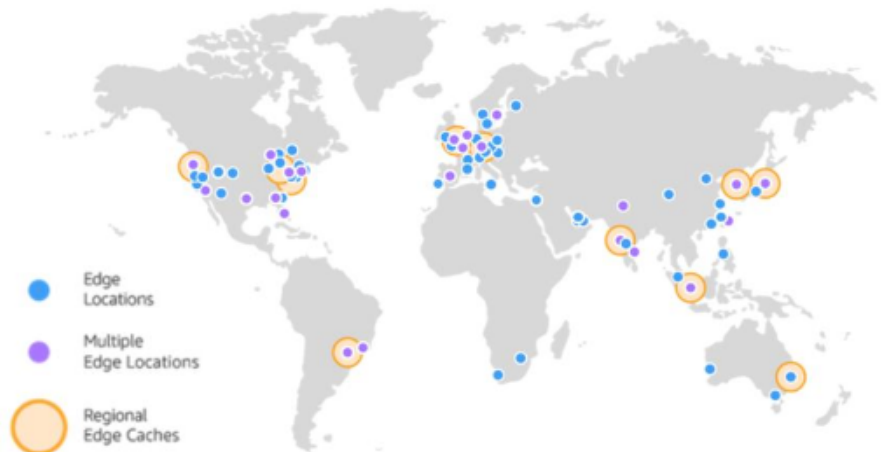 Edge
Locations
Multiple
Edge Locations
Regional
Edge Caches